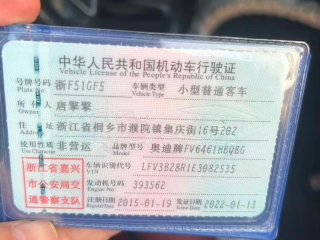 中华人民共和国机动车行驶证
Vehicle License of the People's Republic of China
号牌号码 浙F51GF5 车辆类型 小型普通客车
Plate No. Vehicle Type
所有人 唐擎擎
Owner
住址 浙江省桐乡市濮院镇集庆街16号202
Address
使用性质 非营运 品牌型号 奥迪牌FV6461HBQBG
浙江省嘉兴 车辆识别代号 LFV3B28R1E3082535
VIN
市公安局交 发动机号码 393562
Engine No.
通警察支队 注册日期 2015-01-19 发证日期 2022-01-13